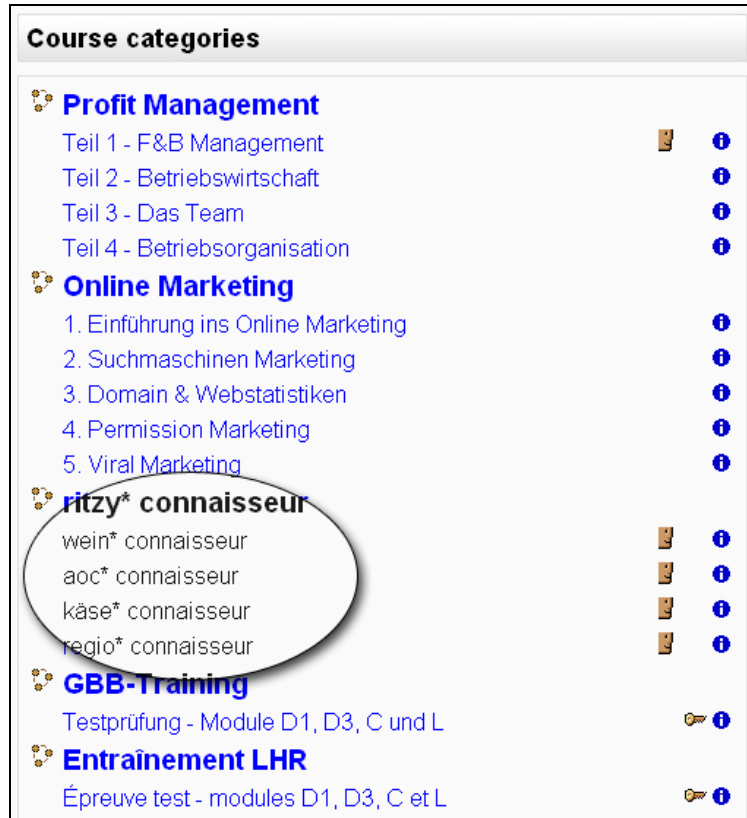 Course categories
Profit Management
Teil 1 - F&B Management
Teil 2 - Betriebswirtschaft
Teil 3 - Das Team
Teil 4 - Betriebsorganisation
Online Marketing
1. Einführung ins Online Marketing
2. Suchmaschinen Marketing
3. Domain & Webstatistiken
4. Permission Marketing
5. Viral Marketing
ritzy* connaisseur
wein* connaisseur
aoc* connaisseur
käse* connaisseur
regio* connaisseur
GBB-Training
Testprüfung - Module D1, D3, C und L
Entraînement LHR
Épreuve test - modules D1, D3, C et L